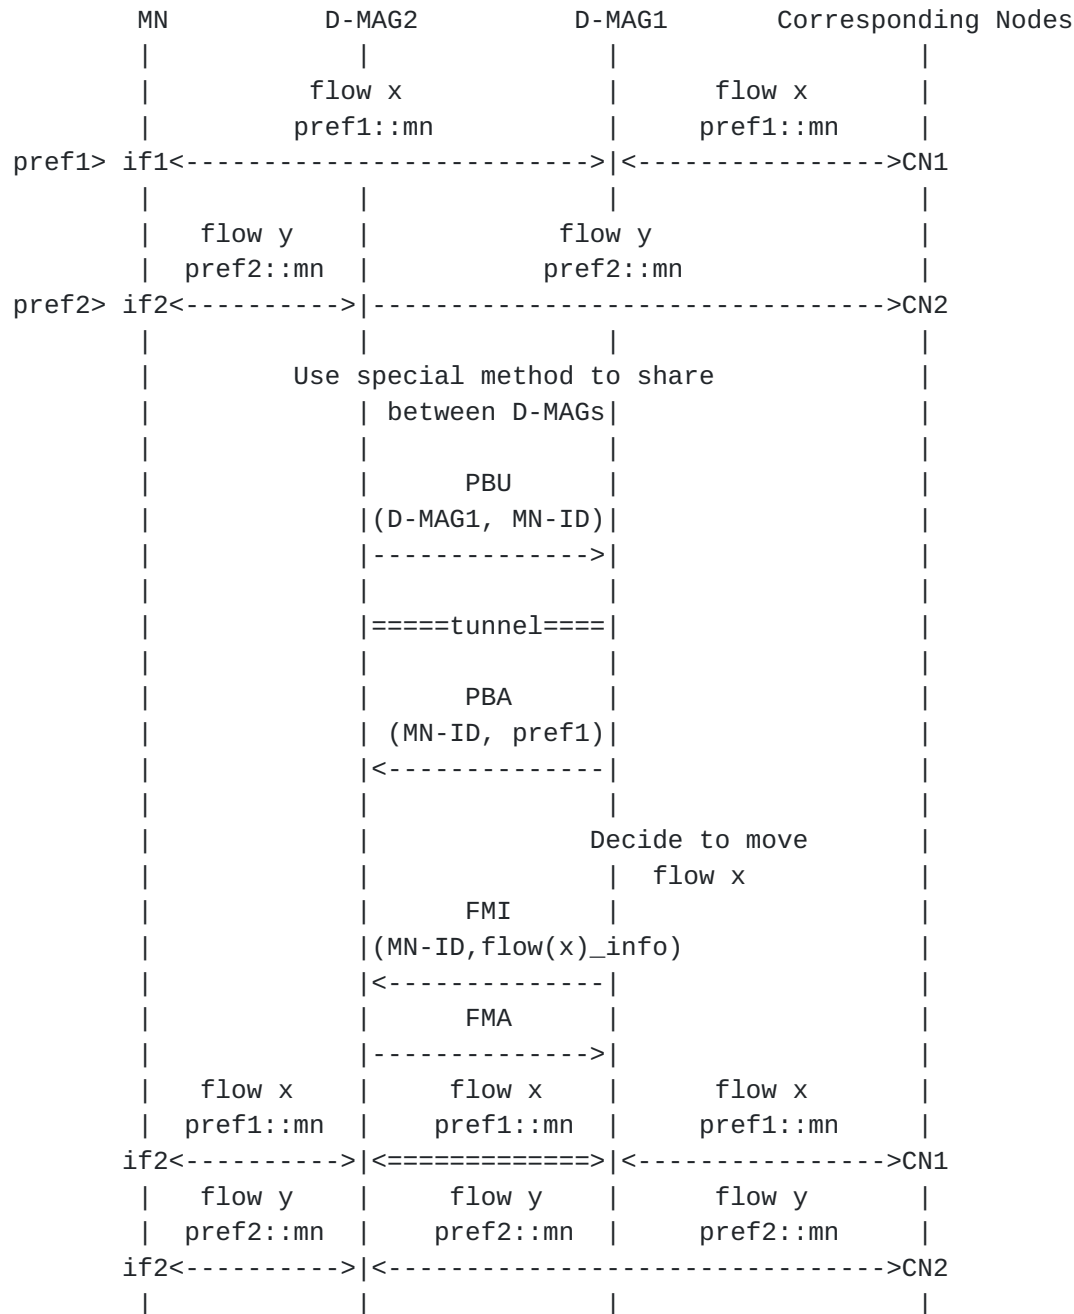 MN          D-MAG2          D-MAG1       Corresponding Nodes
        |             |               |                   |
        |          flow x             |      flow x       |
        |         pref1::mn           |     pref1::mn     |
pref1> if1<-------------------------->|<---------------->CN1
        |             |               |                   |
        |   flow y    |            flow y                 |
        |  pref2::mn  |           pref2::mn               |
pref2> if2<---------->|--------------------------------->CN2
        |             |               |                   |
        |         Use special method to share             |
        |             | between D-MAGs|                   |
        |             |               |                   |
        |             |      PBU      |                   |
        |             |(D-MAG1, MN-ID)|                   |
        |             |-------------->|                   |
        |             |               |                   |
        |             |=====tunnel====|                   |
        |             |               |                   |
        |             |      PBA      |                   |
        |             | (MN-ID, pref1)|                   |
        |             |<--------------|                   |
        |             |               |                   |
        |             |              Decide to move       |
        |             |               |  flow x           |
        |             |      FMI      |                   |
        |             |(MN-ID,flow(x)_info)               |
        |             |<--------------|                   |
        |             |      FMA      |                   |
        |             |-------------->|                   |
        |   flow x    |     flow x    |      flow x       |
        |  pref1::mn  |    pref1::mn  |     pref1::mn     |
       if2<---------->|<=============>|<---------------->CN1
        |   flow y    |     flow y    |      flow y       |
        |  pref2::mn  |    pref2::mn  |     pref2::mn     |
       if2<---------->|<-------------------------------->CN2
        |             |               |                   |